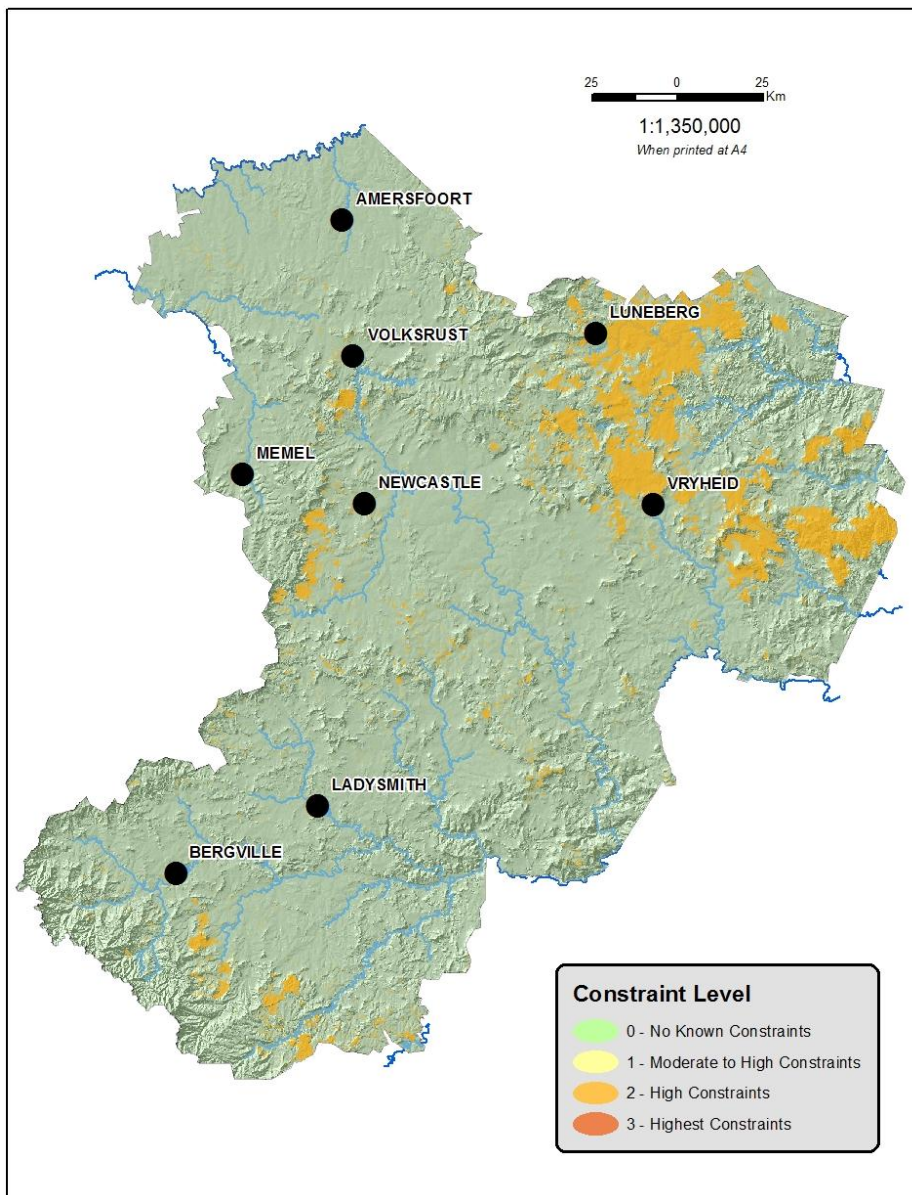 25 0 25
Km
1:1,350,000
When printed at A4
AMERSFOORT
LUNEBERG
VOLKSRUST
MEMEL
NEWCASTLE
VRYHEID
LADYSMITH
BERGVILLE
Constraint Level
0 - No Known Constraints
1 - Moderate to High Constraints
2 - High Constraints
3 - Highest Constraints